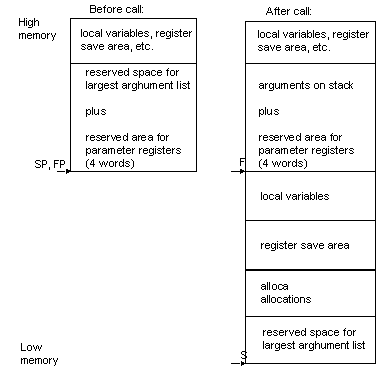 Before call:
After call:
High
memory
local variables, register
save area, etc.
reserved space for
largest arghument list
plus
reserved area for
parameter registers
(4 words)
SP, FP
local variables, register
save area, etc.
arguments on stack
plus
reserved area for
parameter registers
(4 words)
F
local variables
register save area
alloca
allocations
reserved space for
largest arghument list
S
Low
memory